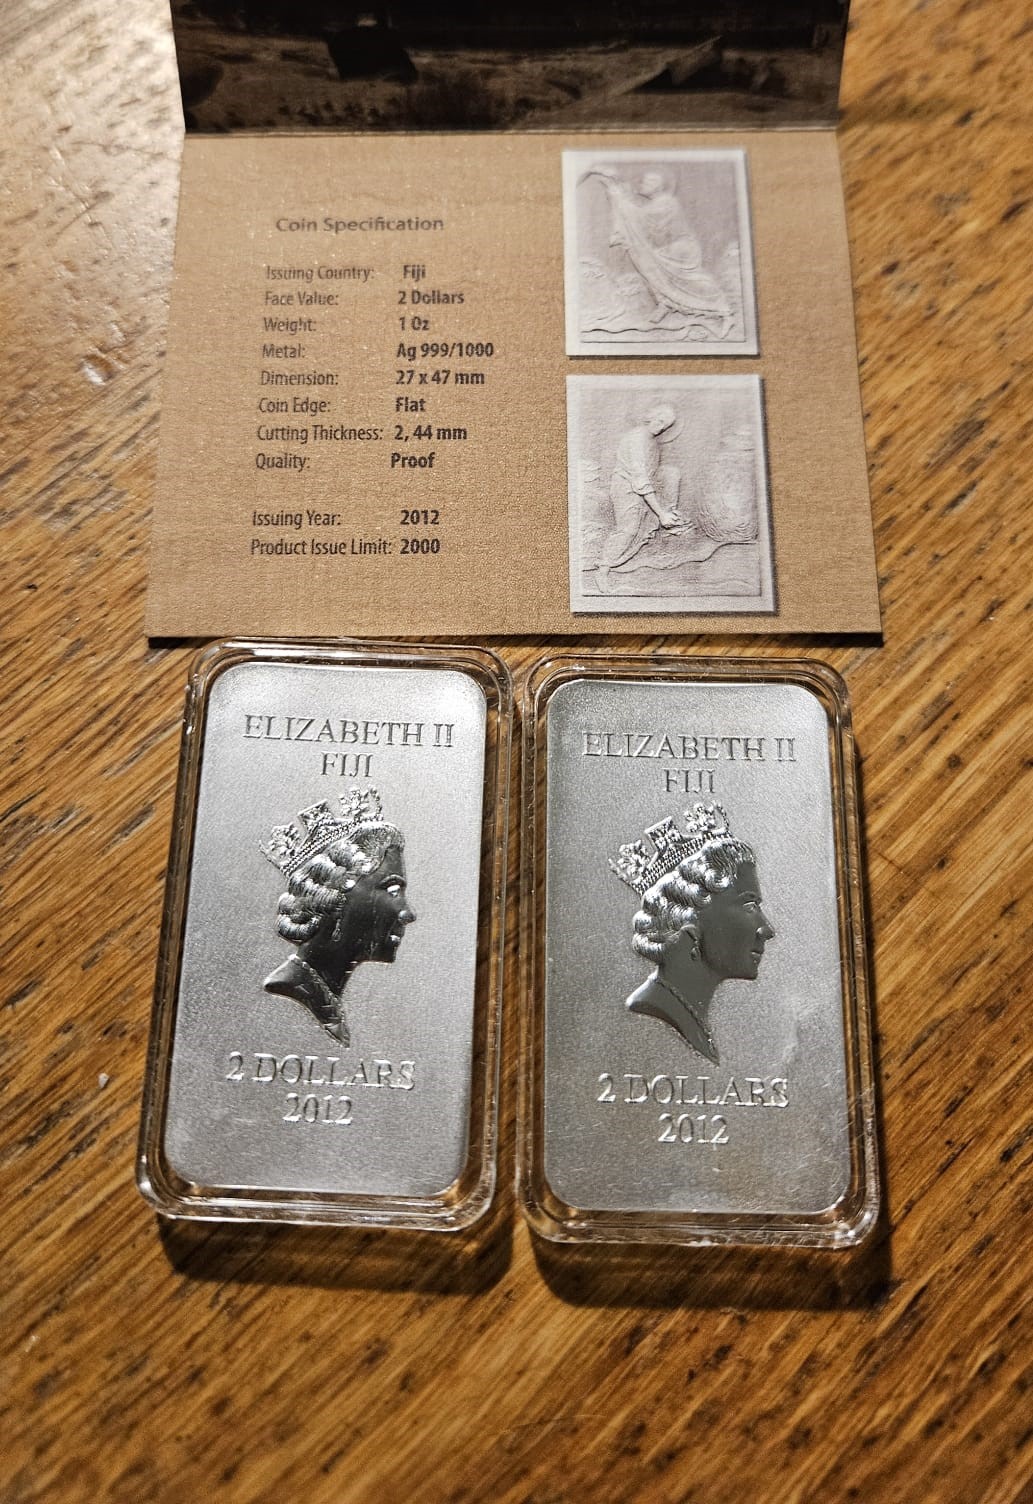 Coin Specification
Issuing Country: Fiji
Face Value: 2 Dollars
Weight: 1 Oz
Metal: Ag 999/1000
Dimension: 27 x 47 mm
Coin Edge: Flat
Cutting Thickness: 2, 44 mm
Quality: Proof
Issuing Year: 2012
Product Issue Limit: 2000
ELIZABETH II
FIJI
2 DOLLARS
2012
ELIZABETH II
FIJI
2 DOLLARS
2012